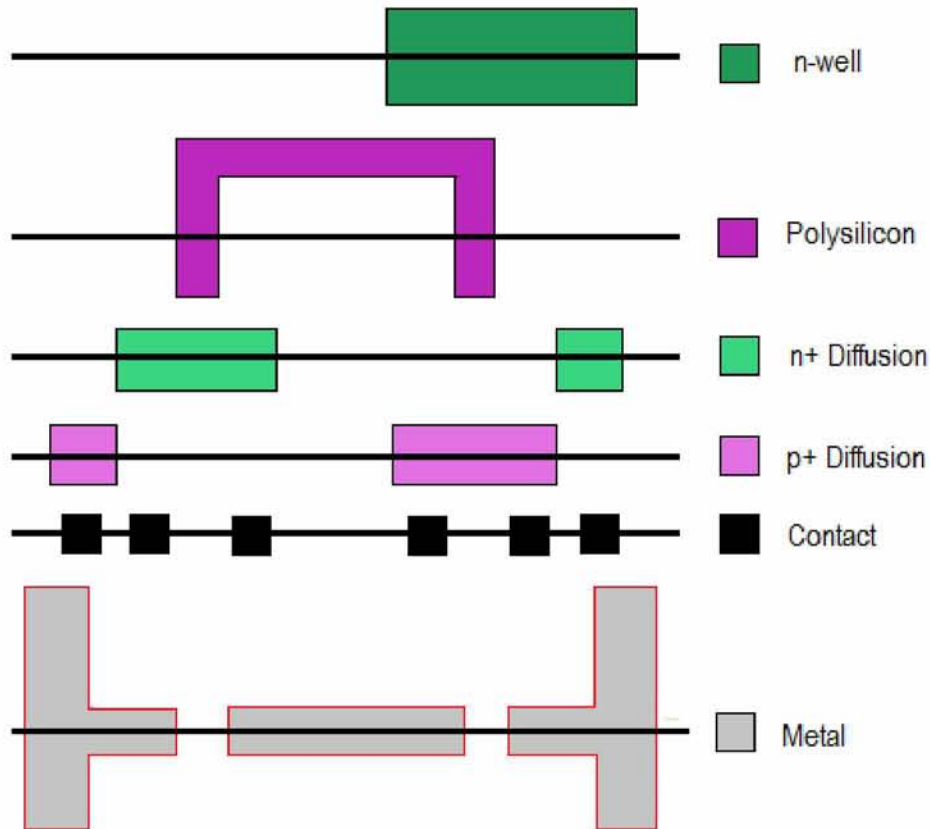 n-well
Polysilicon
n+ Diffusion
p+ Diffusion
Contact
Metal